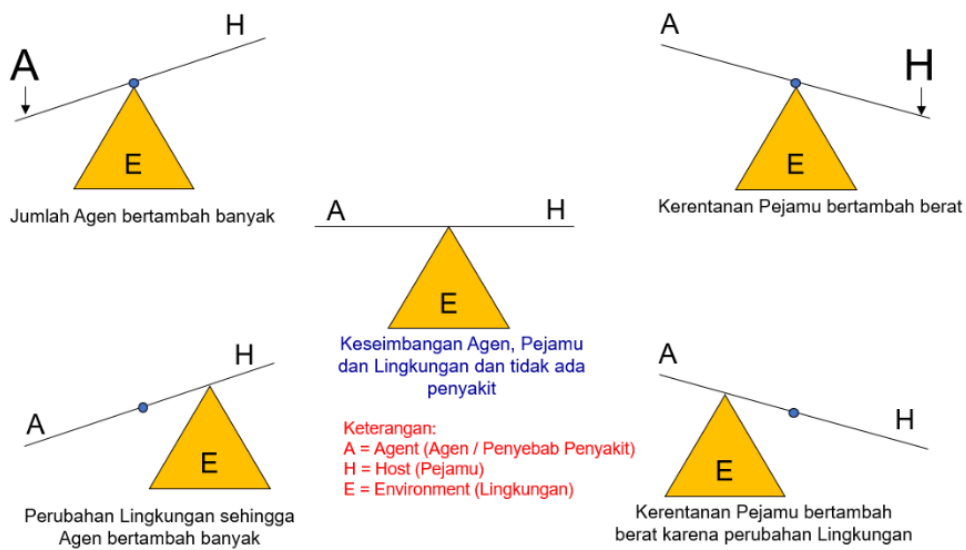 A
H
E
Jumlah Agen bertambah banyak
A
H
E
Kerentanan Pejamu bertambah berat
A
H
E
Keseimbangan Agen, Pejamu
dan Lingkungan dan tidak ada
penyakit
A
H
E
Perubahan Lingkungan sehingga
Agen bertambah banyak
Keterangan:
A = Agent (Agen / Penyebab Penyakit)
H = Host (Pejamu)
E = Environment (Lingkungan)
A
H
E
Kerentanan Pejamu bertambah
berat karena perubahan Lingkungan